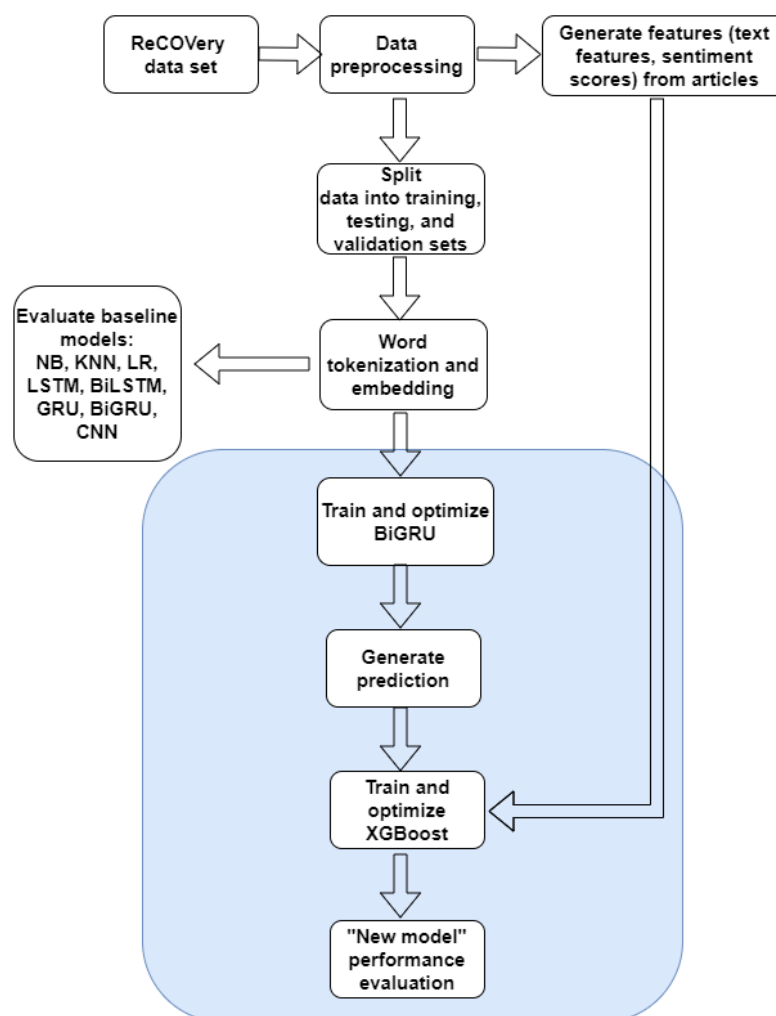 ReCOVery
data set
Data
preprocessing
Generate features (text
features, sentiment
scores) from articles
Split
data into training,
testing, and
validation sets
Evaluate baseline
models:
NB, KNN, LR,
LSTM, BiLSTM,
GRU, BiGRU,
CNN
Word
tokenization and
embedding
Train and optimize
BiGRU
Generate
prediction
Train and
optimize
XGBoost
"New model"
performance
evaluation